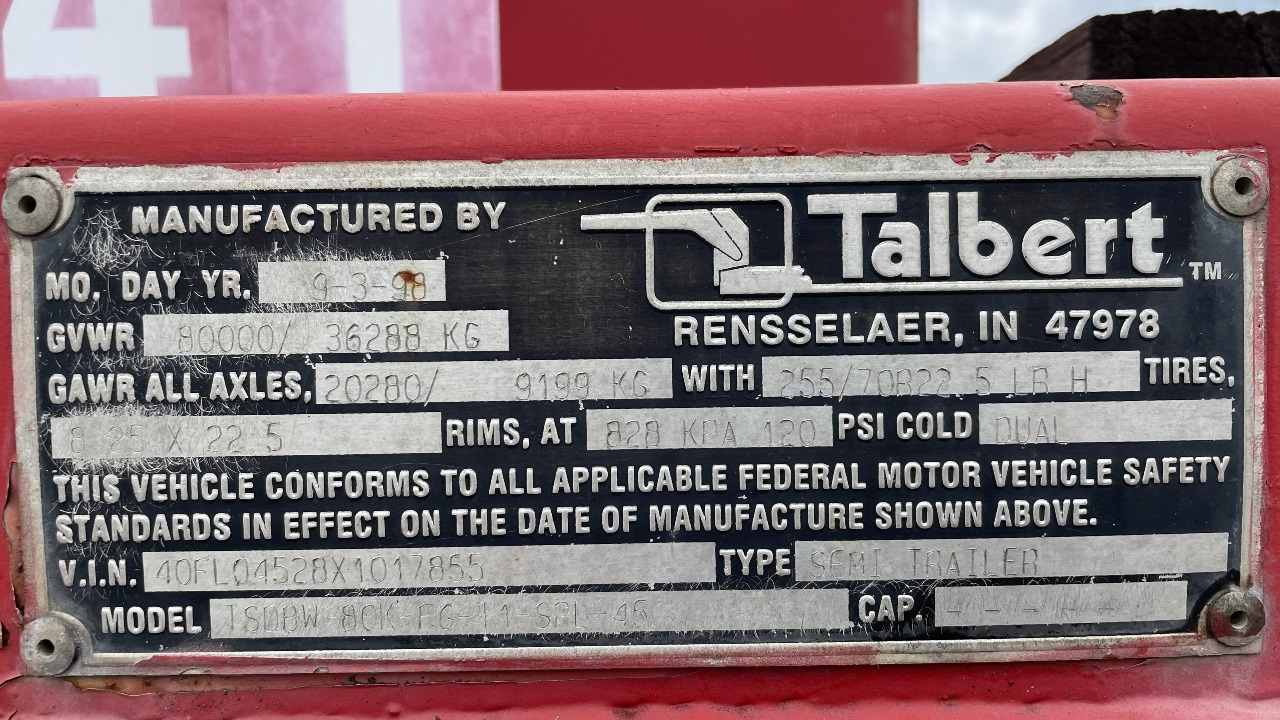 4 1
MANUFACTURED BY Talbert TM
MO. DAY YR. 9-3-98
RENSSELAER, IN 47978
GVWR 80000/ 36288 KG
GAWR ALL AXLES, 20280/ 9199 KG WITH 255/70R22.5 LR H TIRES,
8.25 X 22.5 RIMS, AT 828 KPA 120 PSI COLD DUAL
THIS VEHICLE CONFORMS TO ALL APPLICABLE FEDERAL MOTOR VEHICLE SAFETY
STANDARDS IN EFFECT ON THE DATE OF MANUFACTURE SHOWN ABOVE.
V.I.N. 40FL04528X1017855 TYPE SEMI TRAILER
MODEL CAP.